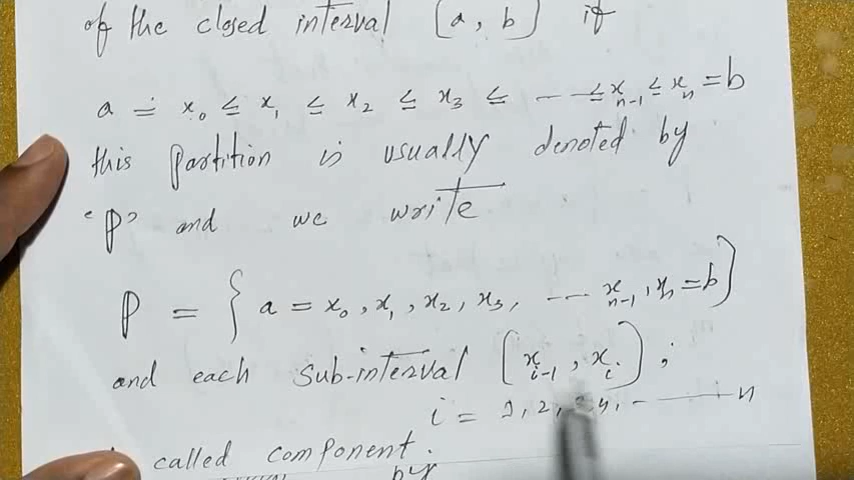 of the closed interval [a, b] if
a = x₀ ≤ x₁ ≤ x₂ ≤ x₃ ≤ --- ≤ xₙ₋₁ ≤ xₙ = b
this partition is usually denoted by
'P' and we write
P = { a = x₀, x₁, x₂, x₃, --- xₙ₋₁, xₙ = b }
and each sub-interval [xᵢ₋₁, xᵢ] ;
i = 1, 2, 3, 4, --- n
called component.
by